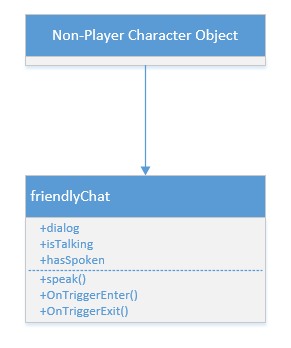 Non-Player Character Object
friendlyChat
+dialog
+isTalking
+hasSpoken
+speak()
+OnTriggerEnter()
+OnTriggerExit()